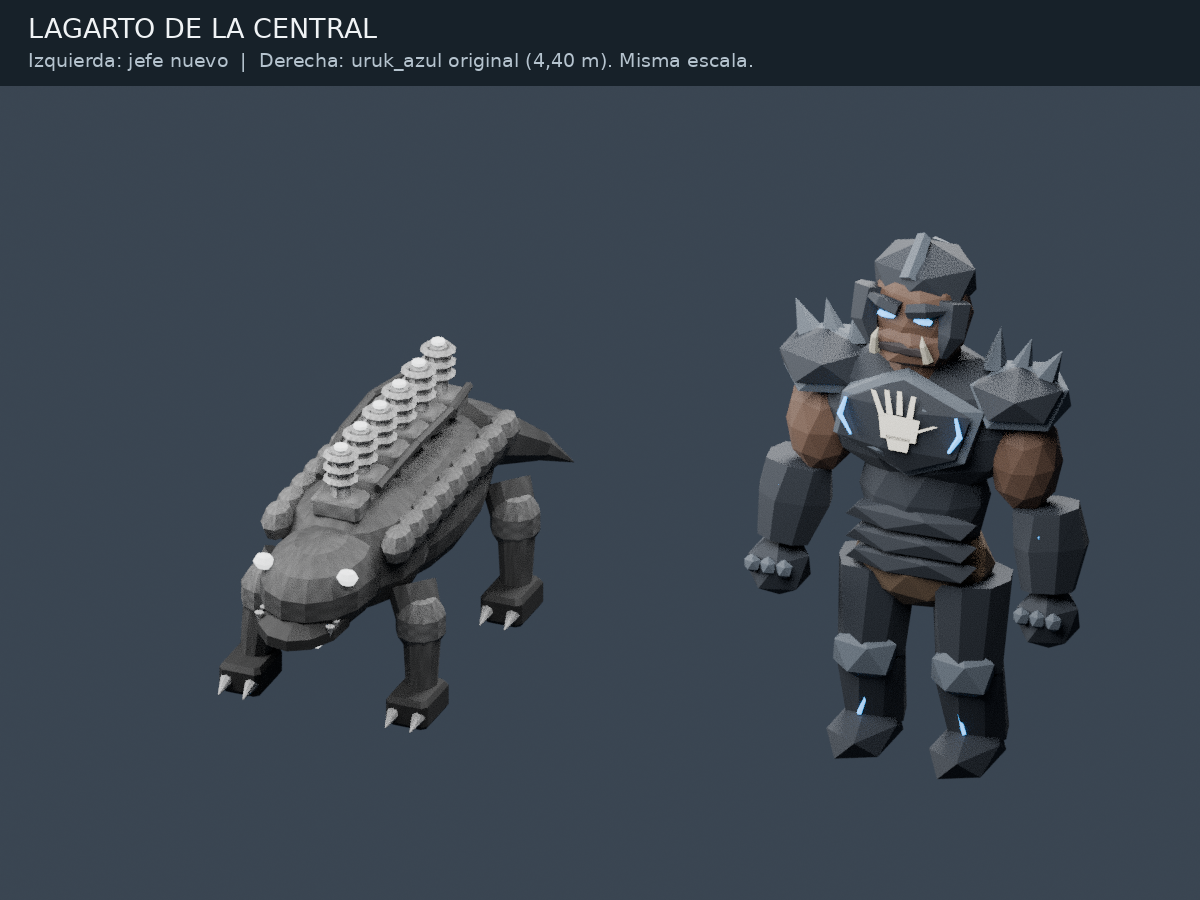 LAGARTO DE LA CENTRAL
Izquierda: jefe nuevo | Derecha: uruk_azul original (4,40 m). Misma escala.